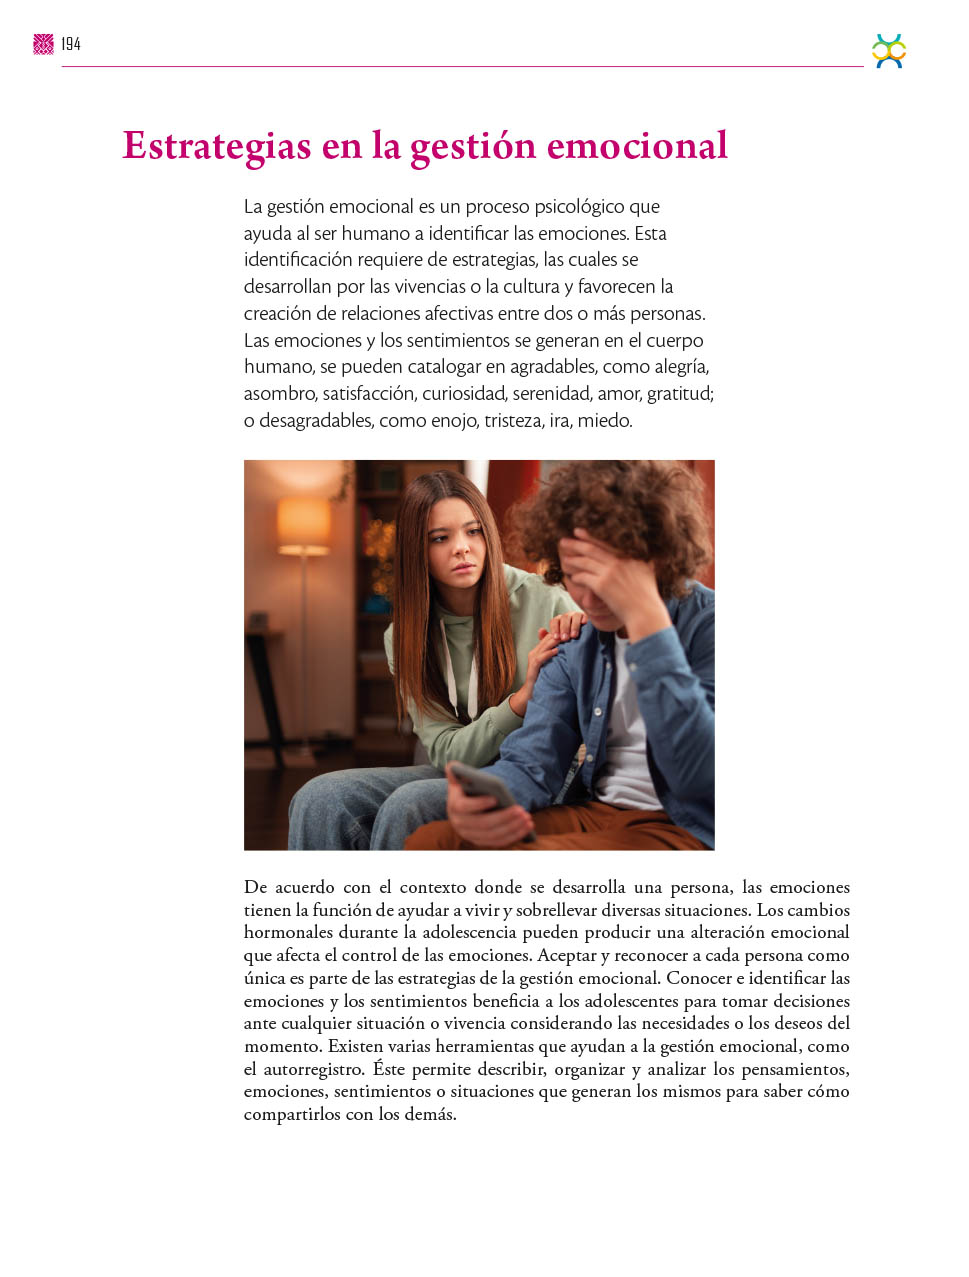 194
Estrategias en la gestión emocional
La gestión emocional es un proceso psicológico que
ayuda al ser humano a identificar las emociones. Esta
identificación requiere de estrategias, las cuales se
desarrollan por las vivencias o la cultura y favorecen la
creación de relaciones afectivas entre dos o más personas.
Las emociones y los sentimientos se generan en el cuerpo
humano, se pueden catalogar en agradables, como alegría,
asombro, satisfacción, curiosidad, serenidad, amor, gratitud;
o desagradables, como enojo, tristeza, ira, miedo.
De acuerdo con el contexto donde se desarrolla una persona, las emociones
tienen la función de ayudar a vivir y sobrellevar diversas situaciones. Los cambios
hormonales durante la adolescencia pueden producir una alteración emocional
que afecta el control de las emociones. Aceptar y reconocer a cada persona como
única es parte de las estrategias de la gestión emocional. Conocer e identificar las
emociones y los sentimientos beneficia a los adolescentes para tomar decisiones
ante cualquier situación o vivencia considerando las necesidades o los deseos del
momento. Existen varias herramientas que ayudan a la gestión emocional, como
el autorregistro. Éste permite describir, organizar y analizar los pensamientos,
emociones, sentimientos o situaciones que generan los mismos para saber cómo
compartirlos con los demás.